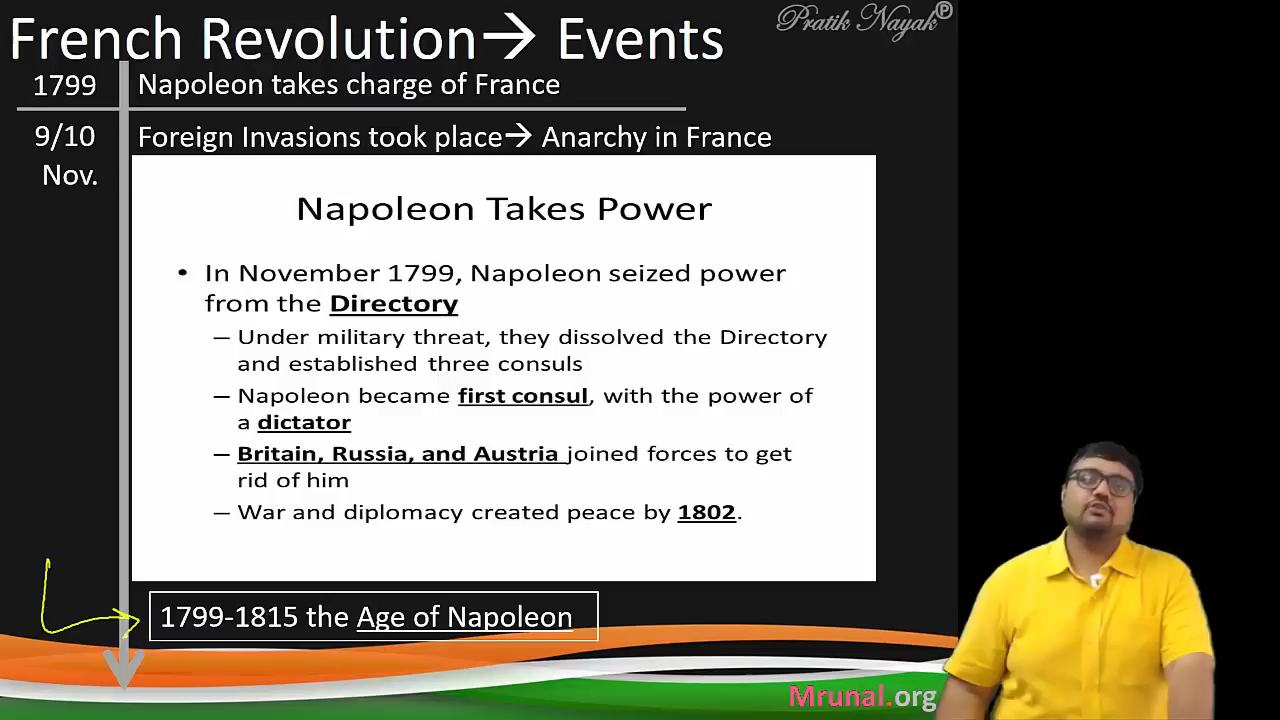 French Revolution→ Events
Pratik Nayak℗
1799 Napoleon takes charge of France
9/10 Foreign Invasions took place→ Anarchy in France
Nov.
Napoleon Takes Power
• In November 1799, Napoleon seized power
from the Directory
– Under military threat, they dissolved the Directory
and established three consuls
– Napoleon became first consul, with the power of
a dictator
– Britain, Russia, and Austria joined forces to get
rid of him
– War and diplomacy created peace by 1802.
1799-1815 the Age of Napoleon
Mrunal.org